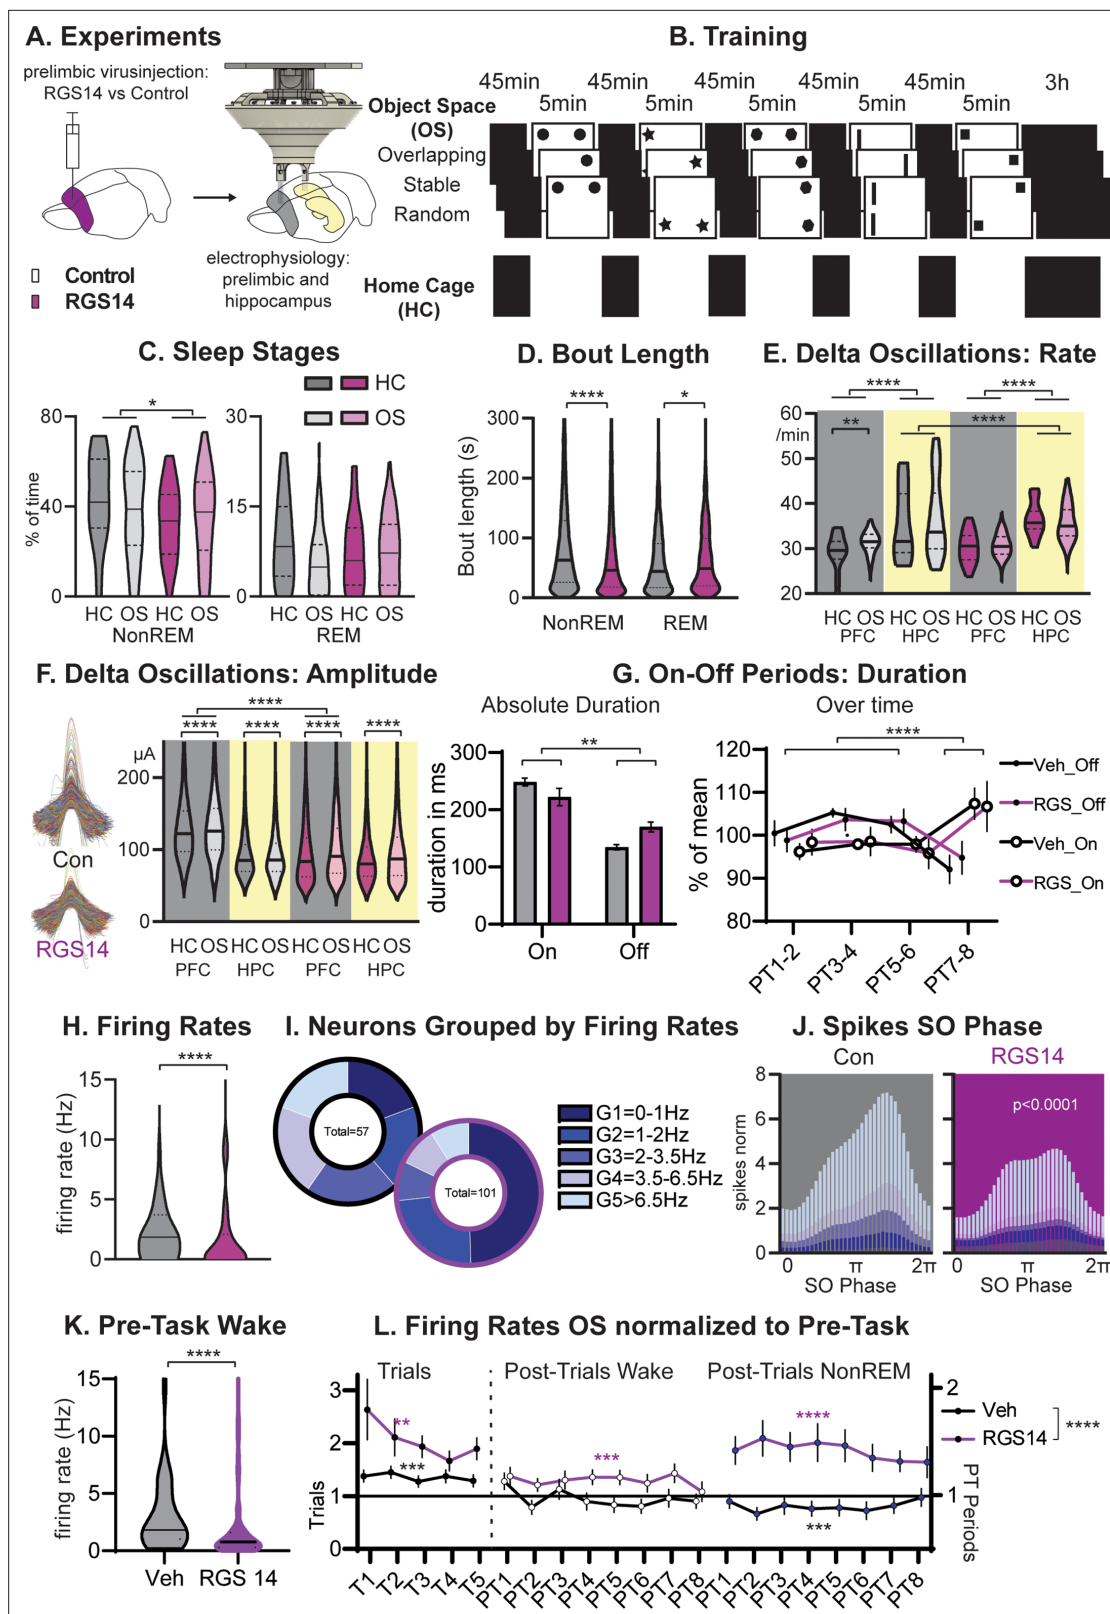 A. Experiments
prelimbic virusinjection:
RGS14 vs Control
electrophysiology:
prelimbic and
hippocampus
Control
RGS14
B. Training
45min 45min 45min 45min 45min 3h
5min 5min 5min 5min 5min
Object Space
(OS)
Overlapping
Stable
Random
Home Cage
(HC)
C. Sleep Stages
HC
OS
*
80
40
0
% of time
HC OS HC OS
NonREM
30
15
0
HC OS HC OS
REM
D. Bout Length
**** *
Bout length (s)
300
200
100
0
NonREM REM
E. Delta Oscillations: Rate
**** ****
** ****
60
/min
50
40
30
20
HC OS HC OS HC OS HC OS
PFC HPC PFC HPC
F. Delta Oscillations: Amplitude
****
**** **** **** ****
µA
200
100
0
Con
RGS14
HC OS HC OS HC OS HC OS
PFC HPC PFC HPC
G. On-Off Periods: Duration
Absolute Duration
**
duration in ms
300
200
100
0
On Off
Over time
****
% of mean
120
110
100
90
80
PT1-2 PT3-4 PT5-6 PT7-8
Veh_Off
RGS_Off
Veh_On
RGS_On
H. Firing Rates
****
firing rate (Hz)
15
10
5
0
I. Neurons Grouped by Firing Rates
Total=57
Total=101
G1=0-1Hz
G2=1-2Hz
G3=2-3.5Hz
G4=3.5-6.5Hz
G5>6.5Hz
J. Spikes SO Phase
Con RGS14
p<0.0001
spikes norm
8
6
4
2
0
0 π 2π 0 π 2π
SO Phase SO Phase
K. Pre-Task Wake
****
firing rate (Hz)
15
10
5
0
Veh RGS 14
L. Firing Rates OS normalized to Pre-Task
Trials Post-Trials Wake Post-Trials NonREM
3
2
1
0
Trials
**
***
***
****
***
2
1
PT Periods
Veh
RGS14
****
T1 T2 T3 T4 T5 PT1 PT2 PT3 PT4 PT5 PT6 PT7 PT8 PT1 PT2 PT3 PT4 PT5 PT6 PT7 PT8